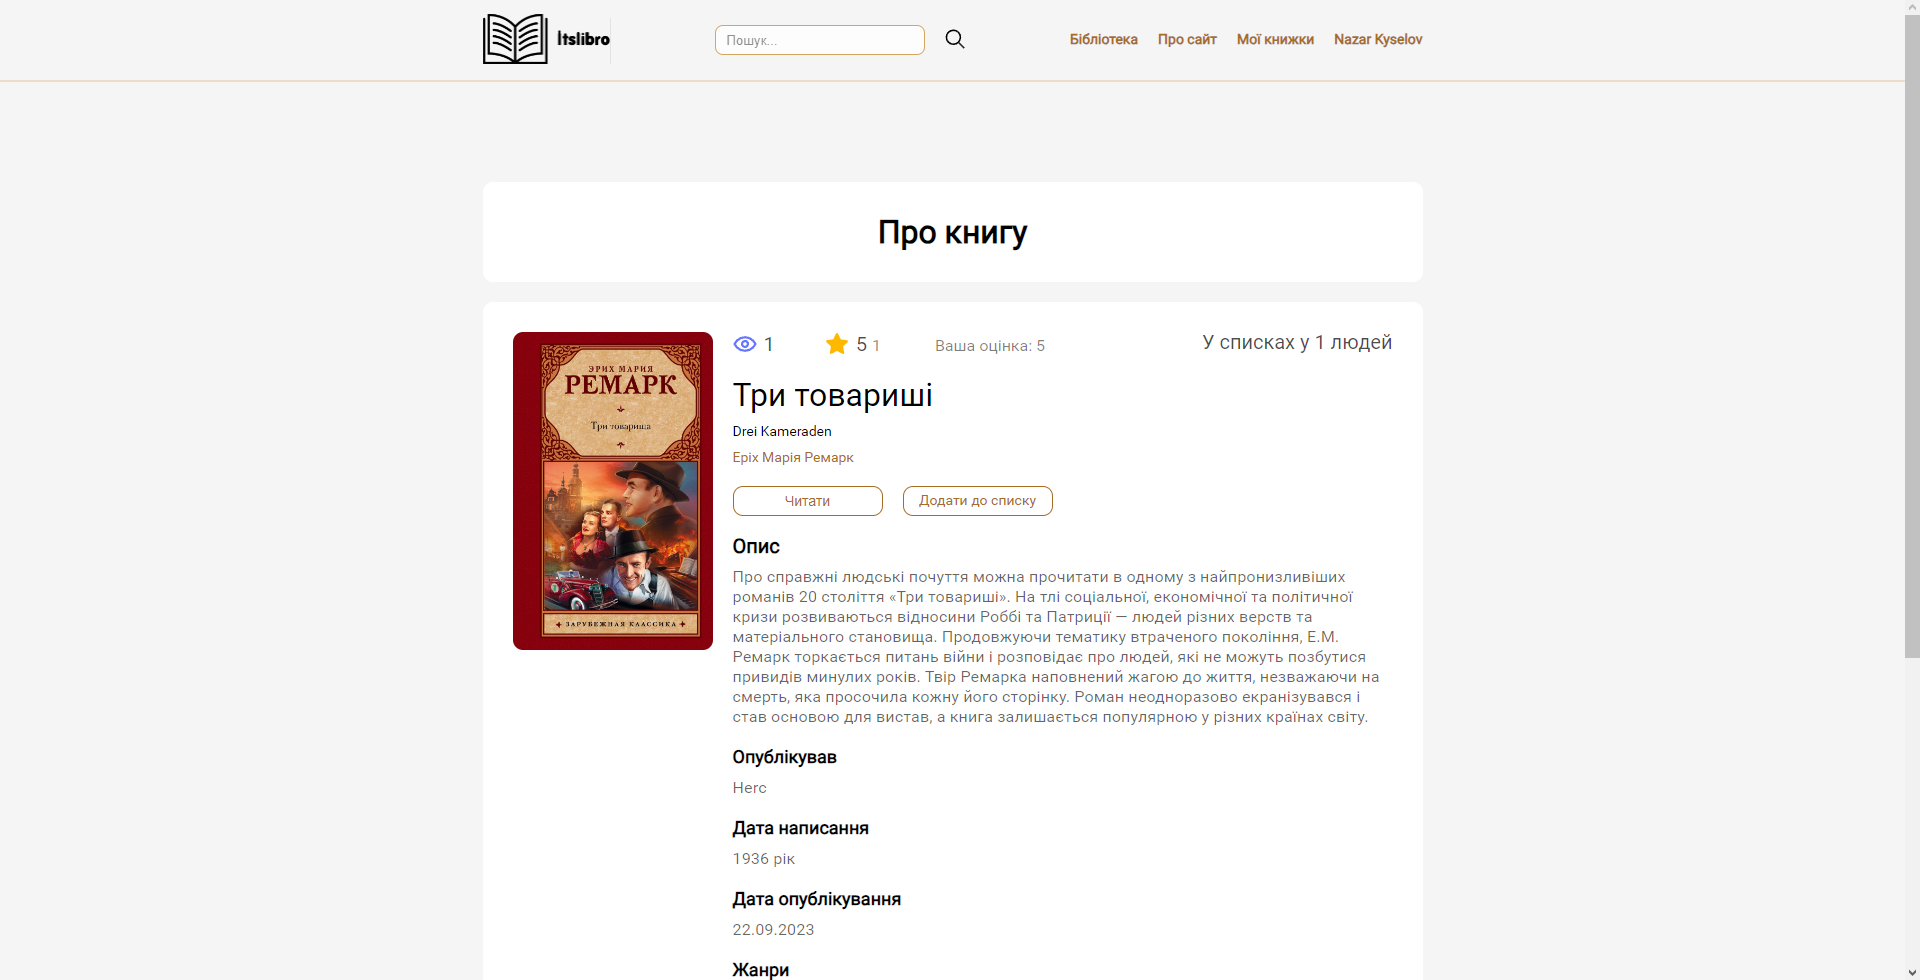 Itslibro
Пошук...
Бібліотека
Про сайт
Мої книжки
Nazar Kyselov
Про книгу
ЭРИХ МАРИЯ
РЕМАРК
Три товарища
ЗАРУБЕЖНАЯ КЛАССИКА
1
5 1
Ваша оцінка: 5
У списках у 1 людей
Три товариші
Drei Kameraden
Еріх Марія Ремарк
Читати
Додати до списку
Опис
Про справжні людські почуття можна прочитати в одному з найпронизливіших
романів 20 століття «Три товариші». На тлі соціальної, економічної та політичної
кризи розвиваються відносини Роббі та Патриції — людей різних верств та
матеріального становища. Продовжуючи тематику втраченого покоління, Е.М.
Ремарк торкається питань війни і розповідає про людей, які не можуть позбутися
привидів минулих років. Твір Ремарка наповнений жагою до життя, незважаючи на
смерть, яка просочила кожну його сторінку. Роман неодноразово екранізувався і
став основою для вистав, а книга залишається популярною у різних країнах світу.
Опублікував
Herc
Дата написання
1936 рік
Дата опублікування
22.09.2023
Жанри